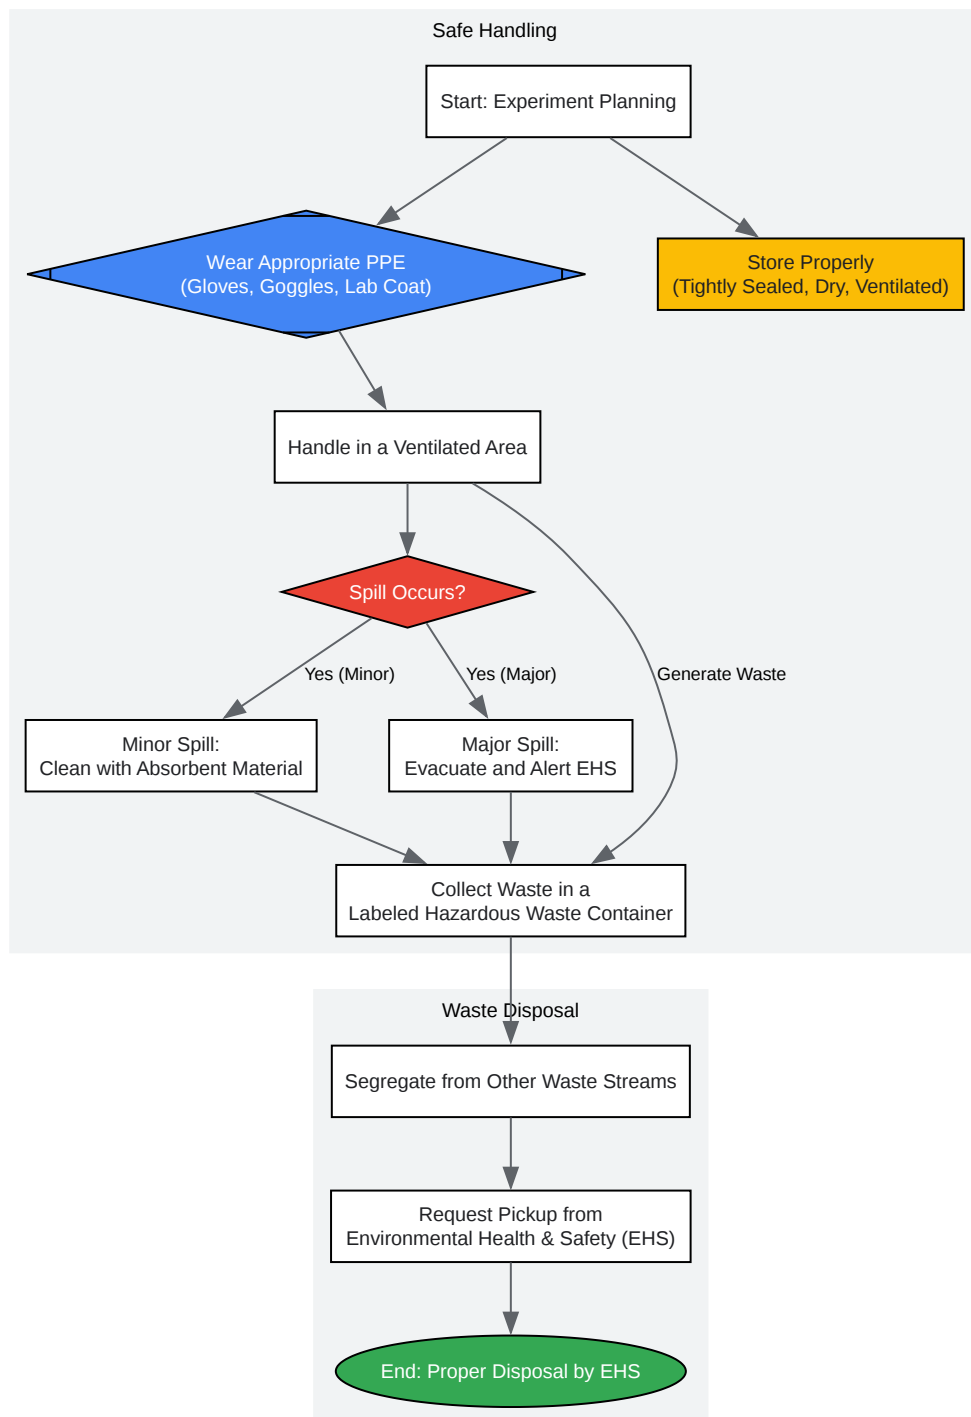 Safe Handling
Start: Experiment Planning
Wear Appropriate PPE
(Gloves, Goggles, Lab Coat)
Store Properly
(Tightly Sealed, Dry, Ventilated)
Handle in a Ventilated Area
Spill Occurs?
Yes (Minor)
Yes (Major)
Generate Waste
Minor Spill:
Clean with Absorbent Material
Major Spill:
Evacuate and Alert EHS
Collect Waste in a
Labeled Hazardous Waste Container
Waste Disposal
Segregate from Other Waste Streams
Request Pickup from
Environmental Health & Safety (EHS)
End: Proper Disposal by EHS